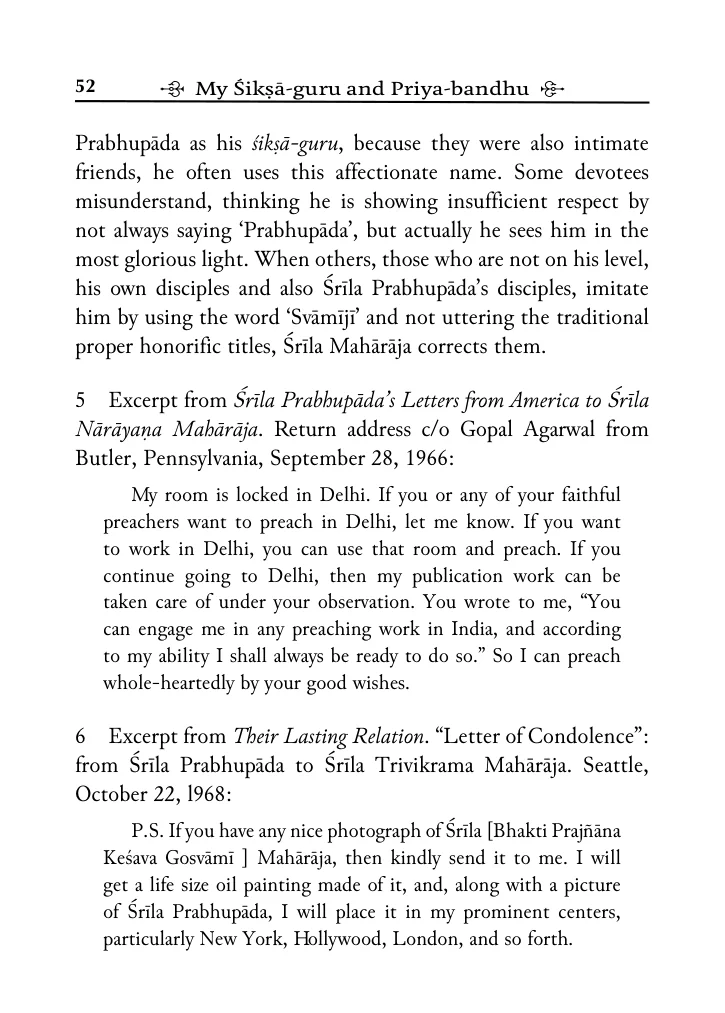 52 My Śikṣā-guru and Priya-bandhu
Prabhupāda as his śikṣā-guru, because they were also intimate
friends, he often uses this affectionate name. Some devotees
misunderstand, thinking he is showing insufficient respect by
not always saying ‘Prabhupāda’, but actually he sees him in the
most glorious light. When others, those who are not on his level,
his own disciples and also Śrīla Prabhupāda’s disciples, imitate
him by using the word ‘Svāmījī’ and not uttering the traditional
proper honorific titles, Śrīla Mahārāja corrects them.
5 Excerpt from Śrīla Prabhupāda’s Letters from America to Śrīla
Nārāyaṇa Mahārāja. Return address c/o Gopal Agarwal from
Butler, Pennsylvania, September 28, 1966:
My room is locked in Delhi. If you or any of your faithful
preachers want to preach in Delhi, let me know. If you want
to work in Delhi, you can use that room and preach. If you
continue going to Delhi, then my publication work can be
taken care of under your observation. You wrote to me, “You
can engage me in any preaching work in India, and according
to my ability I shall always be ready to do so.” So I can preach
whole-heartedly by your good wishes.
6 Excerpt from Their Lasting Relation. “Letter of Condolence”:
from Śrīla Prabhupāda to Śrīla Trivikrama Mahārāja. Seattle,
October 22, l968:
P.S. If you have any nice photograph of Śrīla [Bhakti Prajñāna
Keśava Gosvāmī ] Mahārāja, then kindly send it to me. I will
get a life size oil painting made of it, and, along with a picture
of Śrīla Prabhupāda, I will place it in my prominent centers,
particularly New York, Hollywood, London, and so forth.